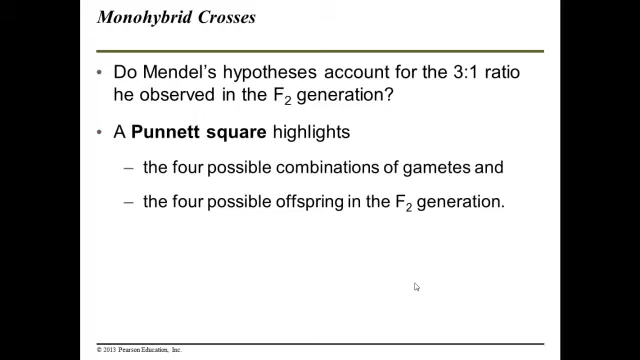 Monohybrid Crosses
• Do Mendel's hypotheses account for the 3:1 ratio
he observed in the F2 generation?
• A Punnett square highlights
– the four possible combinations of gametes and
– the four possible offspring in the F2 generation.
© 2013 Pearson Education, Inc.